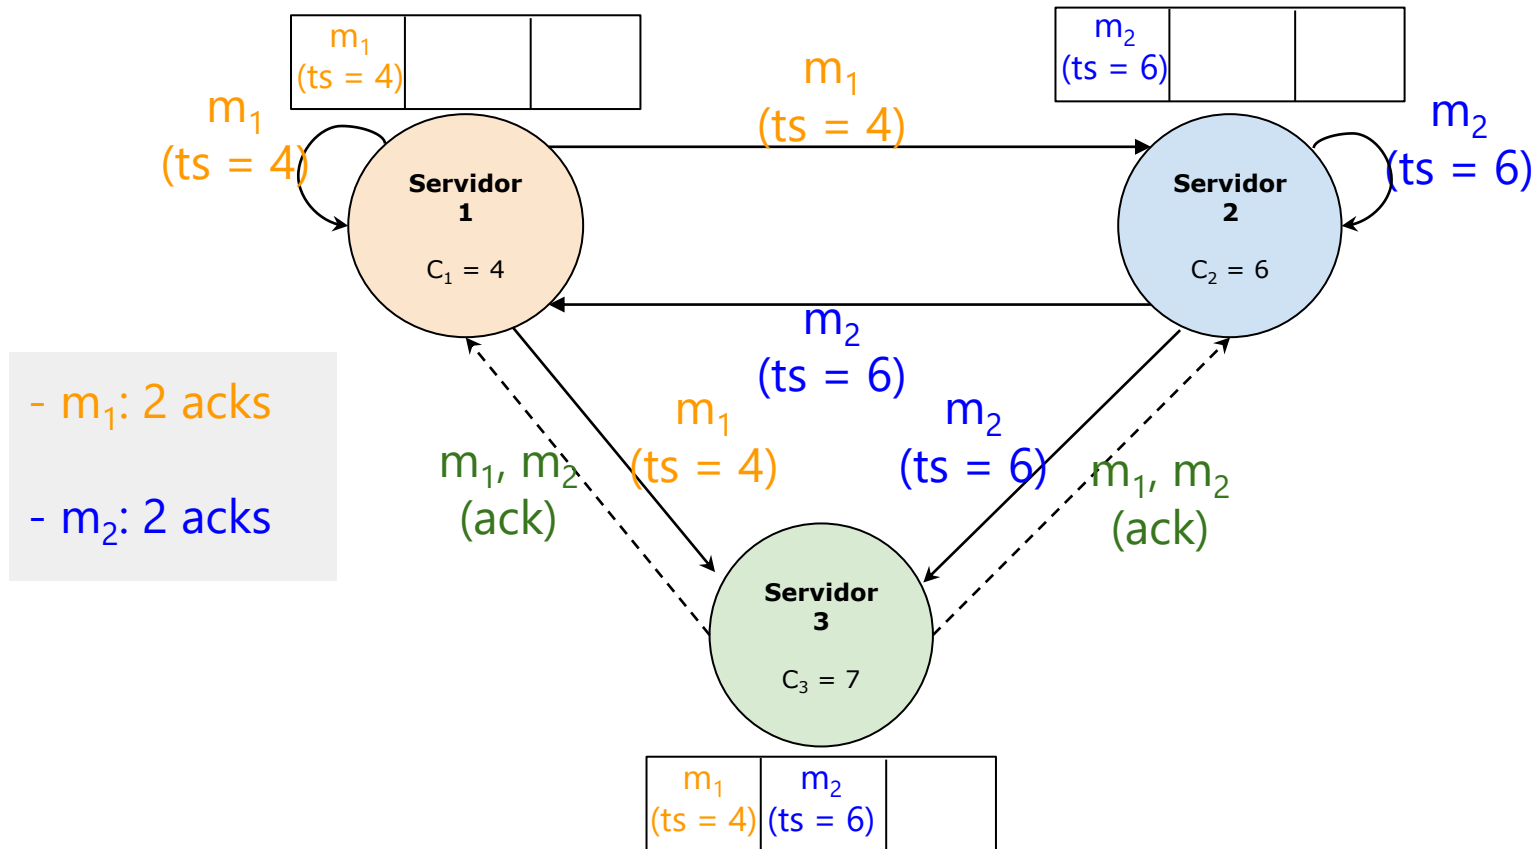 m₁
(ts = 4)
m₂
(ts = 6)
m₁
(ts = 4)
m₁
(ts = 4)
m₂
(ts = 6)
Servidor
1
C₁ = 4
Servidor
2
C₂ = 6
m₂
(ts = 6)
- m₁: 2 acks
- m₂: 2 acks
m₁
(ts = 4)
m₂
(ts = 6)
m₁, m₂
(ack)
m₁, m₂
(ack)
Servidor
3
C₃ = 7
m₁
(ts = 4)
m₂
(ts = 6)